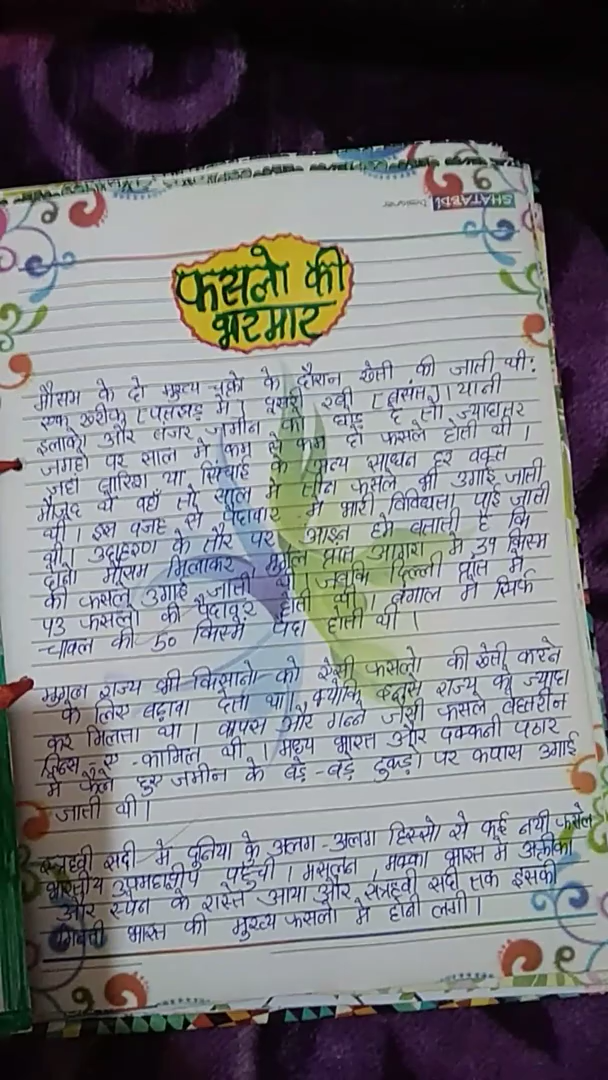 SHATABDI Designer
फसलो की
भरमार
मौसम के दो मुख्य चक्रो के दौरान खेती की जाती थी:
एक खरीफ (पतझड़ में) दूसरी रबी (बसंत) यानी
इलाको और बंजर जमीन को छोड़ दे तो ज्यादातर
जगहो पर साल में कम से कम दो फसले होती थी।
जहाँ बारिश या सिंचाई के अन्य साधन हर वक्त
मौजूद थे वहाँ तो साल में तीन फसले भी उगाई जाती
थी। इस वजह से पैदावार में भारी विविधता पाई जाती
थी। उदाहरण के तौर पर आइन हमे बताती है कि
दोनो मौसम मिलाकर मुगल प्रांत आगरा में 39 किस्म
की फसले उगाई जाती थी। जबकि दिल्ली प्रांत में
43 फसलो की पैदावर होती थी। बंगाल में सिर्फ
चावल की 50 किस्में पैदा होती थी।
मुगल राज्य भी किसानो को ऐसी फसलो की खेती करने
के लिए बढ़ावा देता था। क्योकि इनसे राज्य को ज्यादा
कर मिलता था। कपास और गन्ने जैसी फसले बेहतरीन
जिन्स-ए-कामिल थी। मध्य भारत और दक्कनी पठार
में फैले हुए जमीन के बड़े-बड़े टुकड़ो पर कपास उगाई
जाती थी।
सत्रहवी सदी में दुनिया के अलग-अलग हिस्सो से कई नयी फसले
भारतीय उपमहाद्वीप पहुँची। मसलन, मक्का भारत में अफ्रीका
और स्पेन के रास्ते आया और सत्रहवी सदी तक इसकी
गिनती भारत की मुख्य फसलो में होनी लगी।